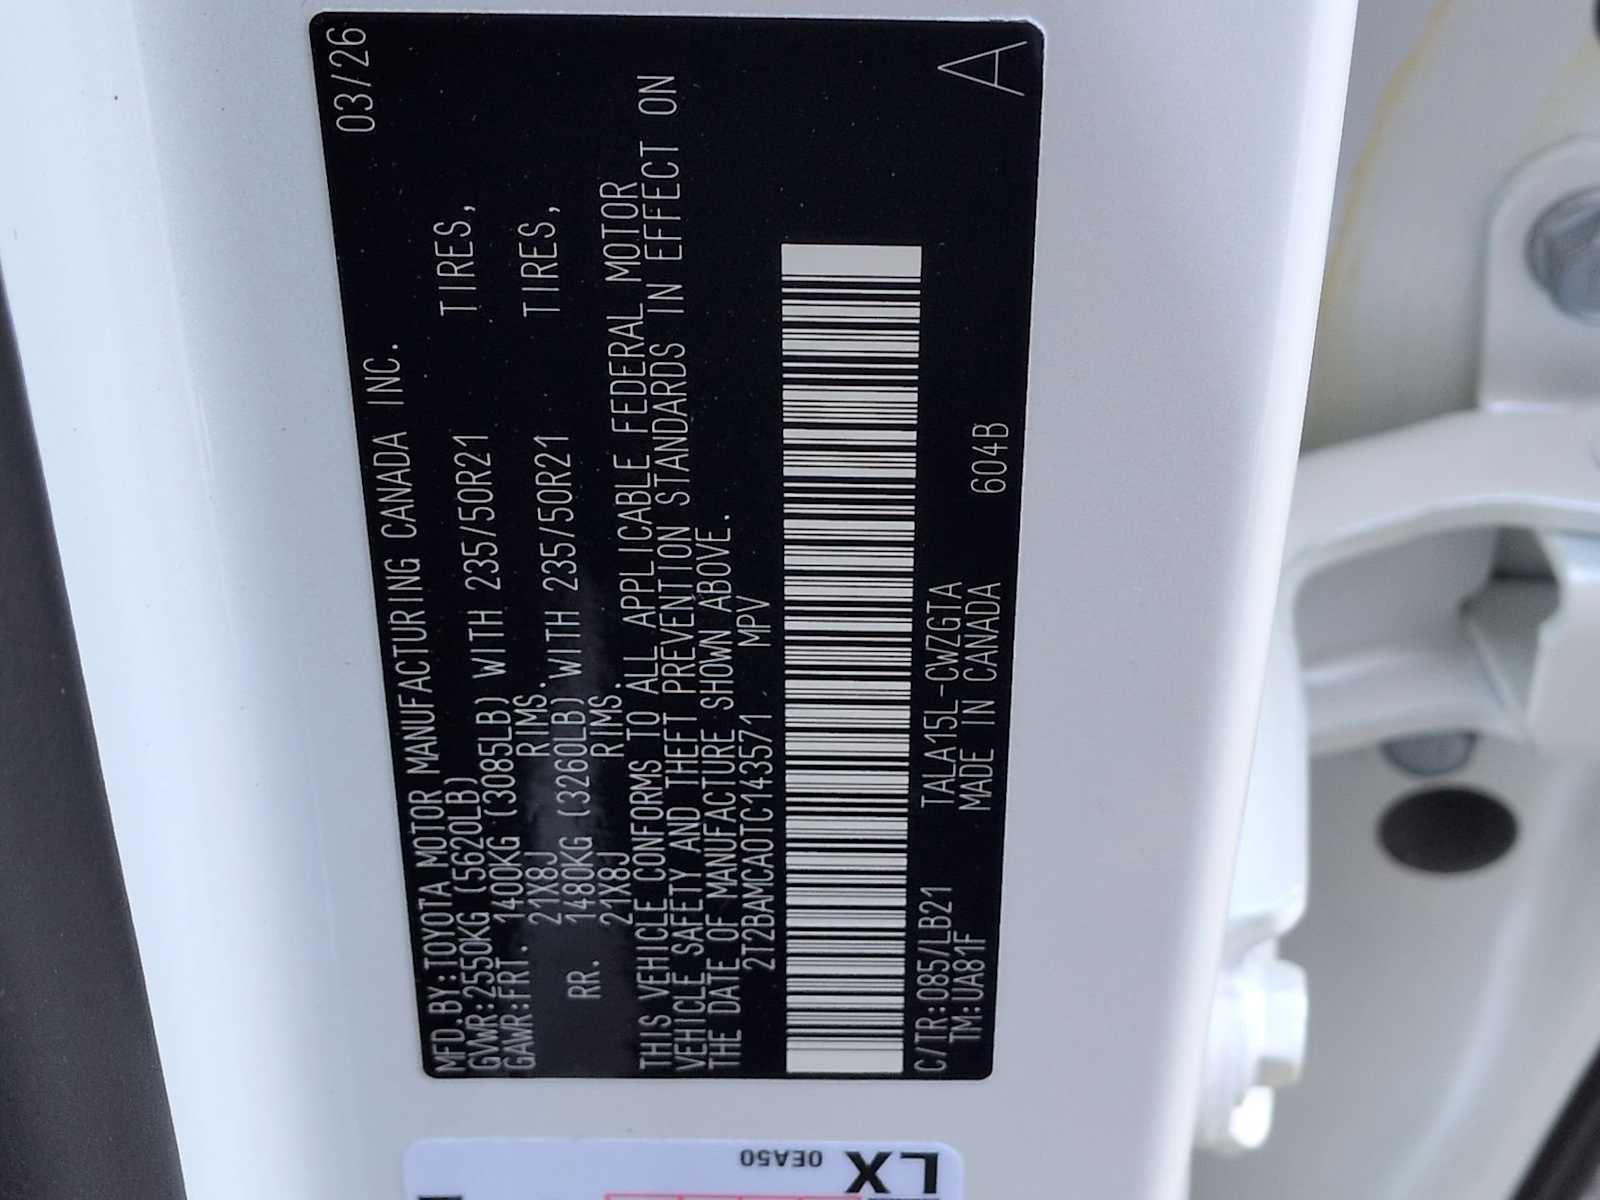 MFD.BY:TOYOTA MOTOR MANUFACTURING CANADA INC. 03/26
GVWR:2550KG (5620LB)
GAWR:FRT. 1400KG (3085LB) WITH 235/50R21 TIRES,
21X8J RIMS.
RR. 1480KG (3260LB) WITH 235/50R21 TIRES,
21X8J RIMS.
THIS VEHICLE CONFORMS TO ALL APPLICABLE FEDERAL MOTOR
VEHICLE SAFETY AND THEFT PREVENTION STANDARDS IN EFFECT ON
THE DATE OF MANUFACTURE SHOWN ABOVE.
2T2BAMCA0TC143571 MPV
C/TR:085/LB21 TALA15L-CWZGTA
TM:UA81F MADE IN CANADA 604B
A
LX
0EA50